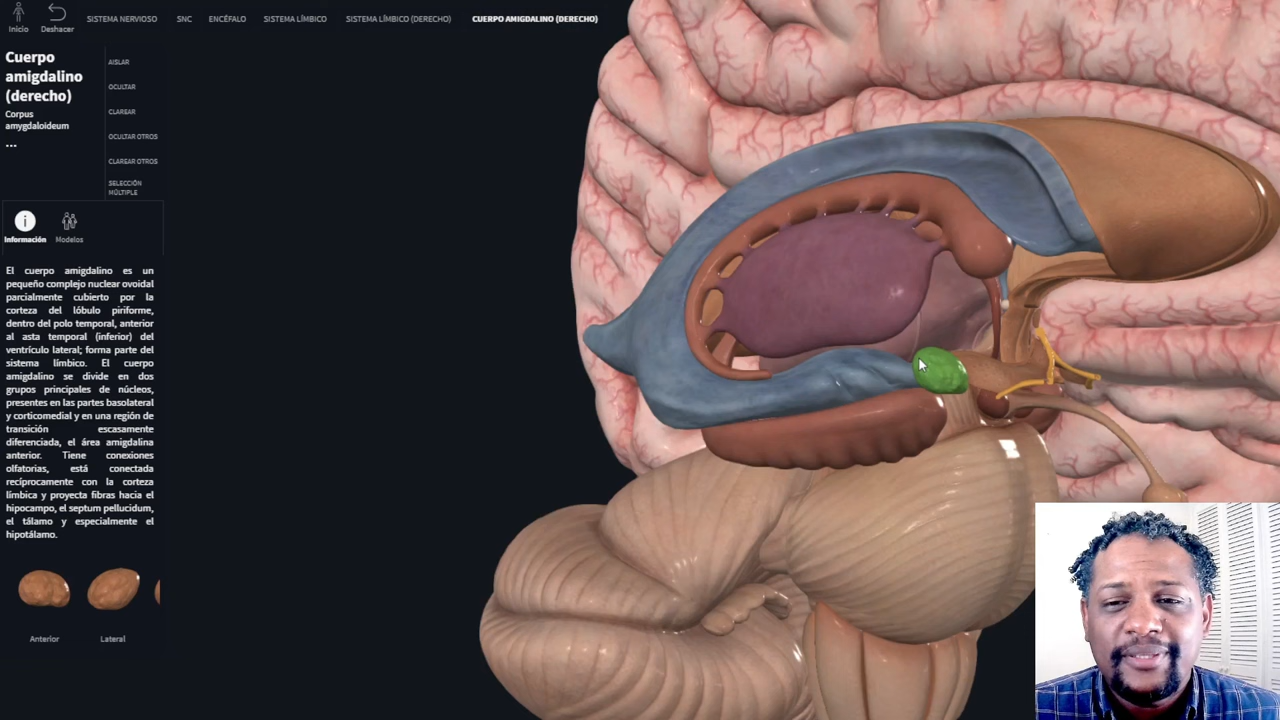 Inicio
Deshacer
SISTEMA NERVIOSO
SNC
ENCÉFALO
SISTEMA LÍMBICO
SISTEMA LÍMBICO (DERECHO)
CUERPO AMIGDALINO (DERECHO)
Cuerpo
amigdalino
(derecho)
Corpus
amygdaloideum
...
AISLAR
OCULTAR
CLAREAR
OCULTAR OTROS
CLAREAR OTROS
SELECCIÓN
MÚLTIPLE
i
Información
Modelos
El cuerpo amigdalino es un
pequeño complejo nuclear ovoidal
parcialmente cubierto por la
corteza del lóbulo piriforme,
dentro del polo temporal, anterior
al asta temporal (inferior) del
ventrículo lateral; forma parte del
sistema límbico. El cuerpo
amigdalino se divide en dos
grupos principales de núcleos,
presentes en las partes basolateral
y corticomedial y en una región de
transición escasamente
diferenciada, el área amigdalina
anterior. Tiene conexiones
olfatorias, está conectada
recíprocamente con la corteza
límbica y proyecta fibras hacia el
hipocampo, el septum pellucidum,
el tálamo y especialmente el
hipotálamo.
Anterior
Lateral